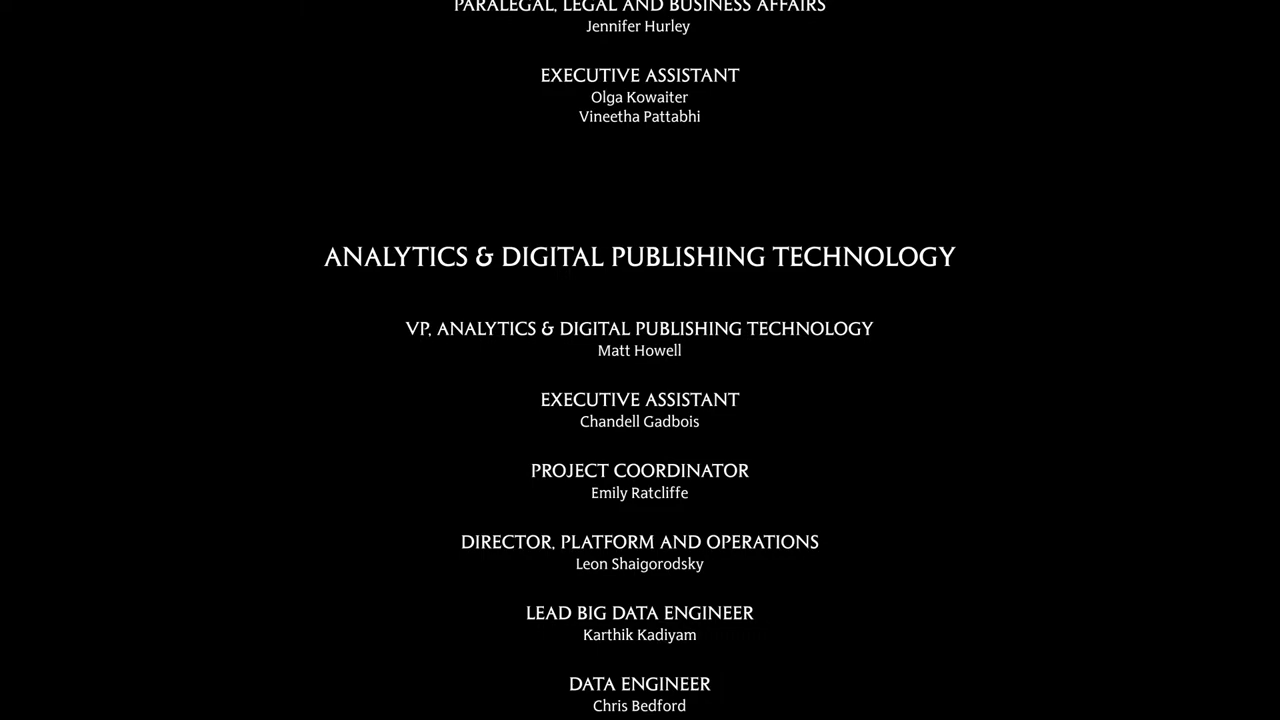 PARALEGAL, LEGAL AND BUSINESS AFFAIRS
Jennifer Hurley
EXECUTIVE ASSISTANT
Olga Kowaiter
Vineetha Pattabhi
ANALYTICS & DIGITAL PUBLISHING TECHNOLOGY
VP, ANALYTICS & DIGITAL PUBLISHING TECHNOLOGY
Matt Howell
EXECUTIVE ASSISTANT
Chandell Gadbois
PROJECT COORDINATOR
Emily Ratcliffe
DIRECTOR, PLATFORM AND OPERATIONS
Leon Shaigorodsky
LEAD BIG DATA ENGINEER
Karthik Kadiyam
DATA ENGINEER
Chris Bedford